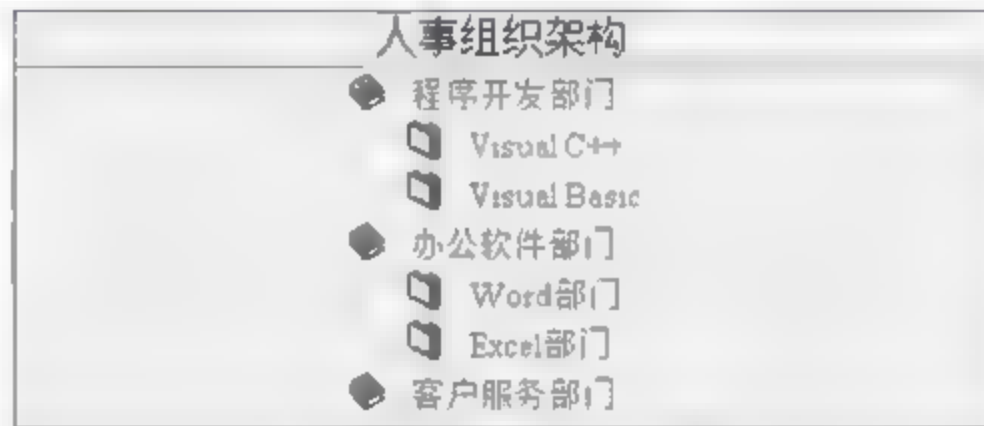 人事组织架构
程序开发部门
Visual C++
Visual Basic
办公软件部门
Word部门
Excel部门
客户服务部门